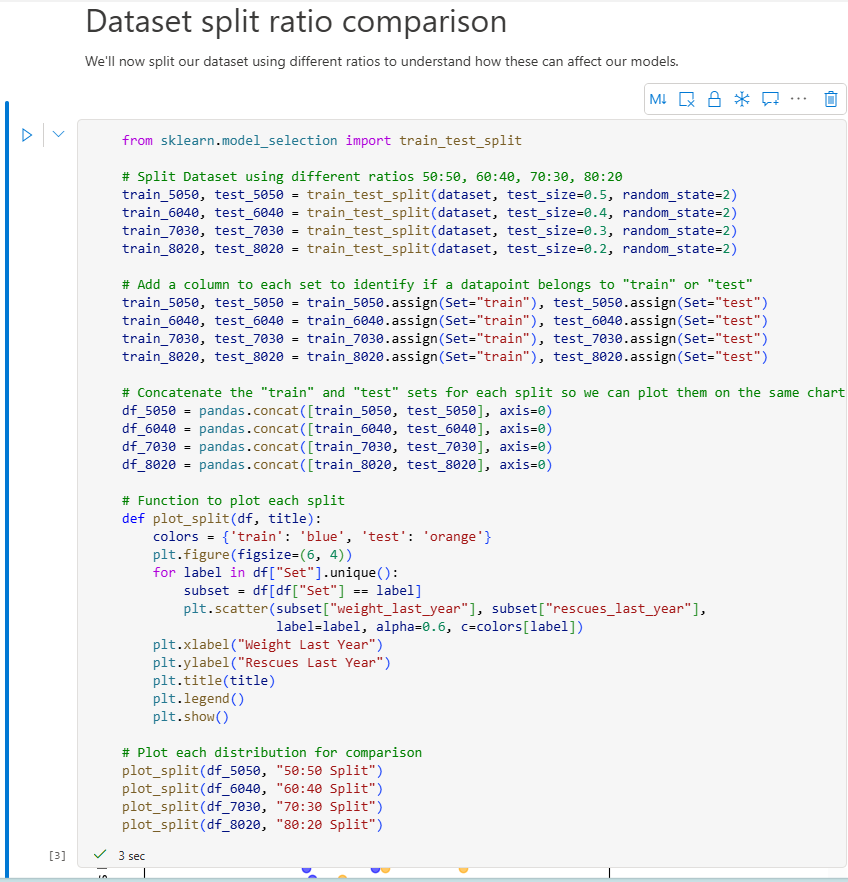 Dataset split ratio comparison
We'll now split our dataset using different ratios to understand how these can affect our models.
M↓
from sklearn.model_selection import train_test_split
# Split Dataset using different ratios 50:50, 60:40, 70:30, 80:20
train_5050, test_5050 = train_test_split(dataset, test_size=0.5, random_state=2)
train_6040, test_6040 = train_test_split(dataset, test_size=0.4, random_state=2)
train_7030, test_7030 = train_test_split(dataset, test_size=0.3, random_state=2)
train_8020, test_8020 = train_test_split(dataset, test_size=0.2, random_state=2)
# Add a column to each set to identify if a datapoint belongs to "train" or "test"
train_5050, test_5050 = train_5050.assign(Set="train"), test_5050.assign(Set="test")
train_6040, test_6040 = train_6040.assign(Set="train"), test_6040.assign(Set="test")
train_7030, test_7030 = train_7030.assign(Set="train"), test_7030.assign(Set="test")
train_8020, test_8020 = train_8020.assign(Set="train"), test_8020.assign(Set="test")
# Concatenate the "train" and "test" sets for each split so we can plot them on the same chart
df_5050 = pandas.concat([train_5050, test_5050], axis=0)
df_6040 = pandas.concat([train_6040, test_6040], axis=0)
df_7030 = pandas.concat([train_7030, test_7030], axis=0)
df_8020 = pandas.concat([train_8020, test_8020], axis=0)
# Function to plot each split
def plot_split(df, title):
    colors = {'train': 'blue', 'test': 'orange'}
    plt.figure(figsize=(6, 4))
    for label in df["Set"].unique():
        subset = df[df["Set"] == label]
        plt.scatter(subset["weight_last_year"], subset["rescues_last_year"],
                    label=label, alpha=0.6, c=colors[label])
    plt.xlabel("Weight Last Year")
    plt.ylabel("Rescues Last Year")
    plt.title(title)
    plt.legend()
    plt.show()
# Plot each distribution for comparison
plot_split(df_5050, "50:50 Split")
plot_split(df_6040, "60:40 Split")
plot_split(df_7030, "70:30 Split")
plot_split(df_8020, "80:20 Split")
[3] 3 sec